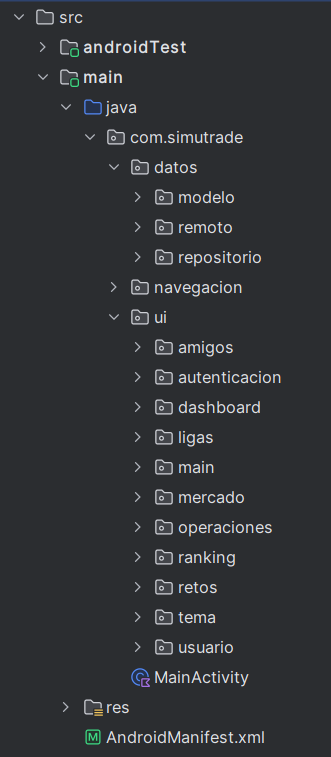 src
androidTest
main
java
com.simutrade
datos
modelo
remoto
repositorio
navegacion
ui
amigos
autenticacion
dashboard
ligas
main
mercado
operaciones
ranking
retos
tema
usuario
MainActivity
res
AndroidManifest.xml